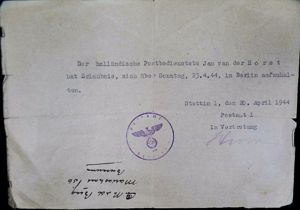 Der holländische Postbedienstete Jan van der H o r s t
hat Erlaubnis, sich über Sonntag, 23.4.44, in Berlin aufzuhal-
ten.
Stettin 1, den 20. April 1944
Postamt 1
in Vertretung